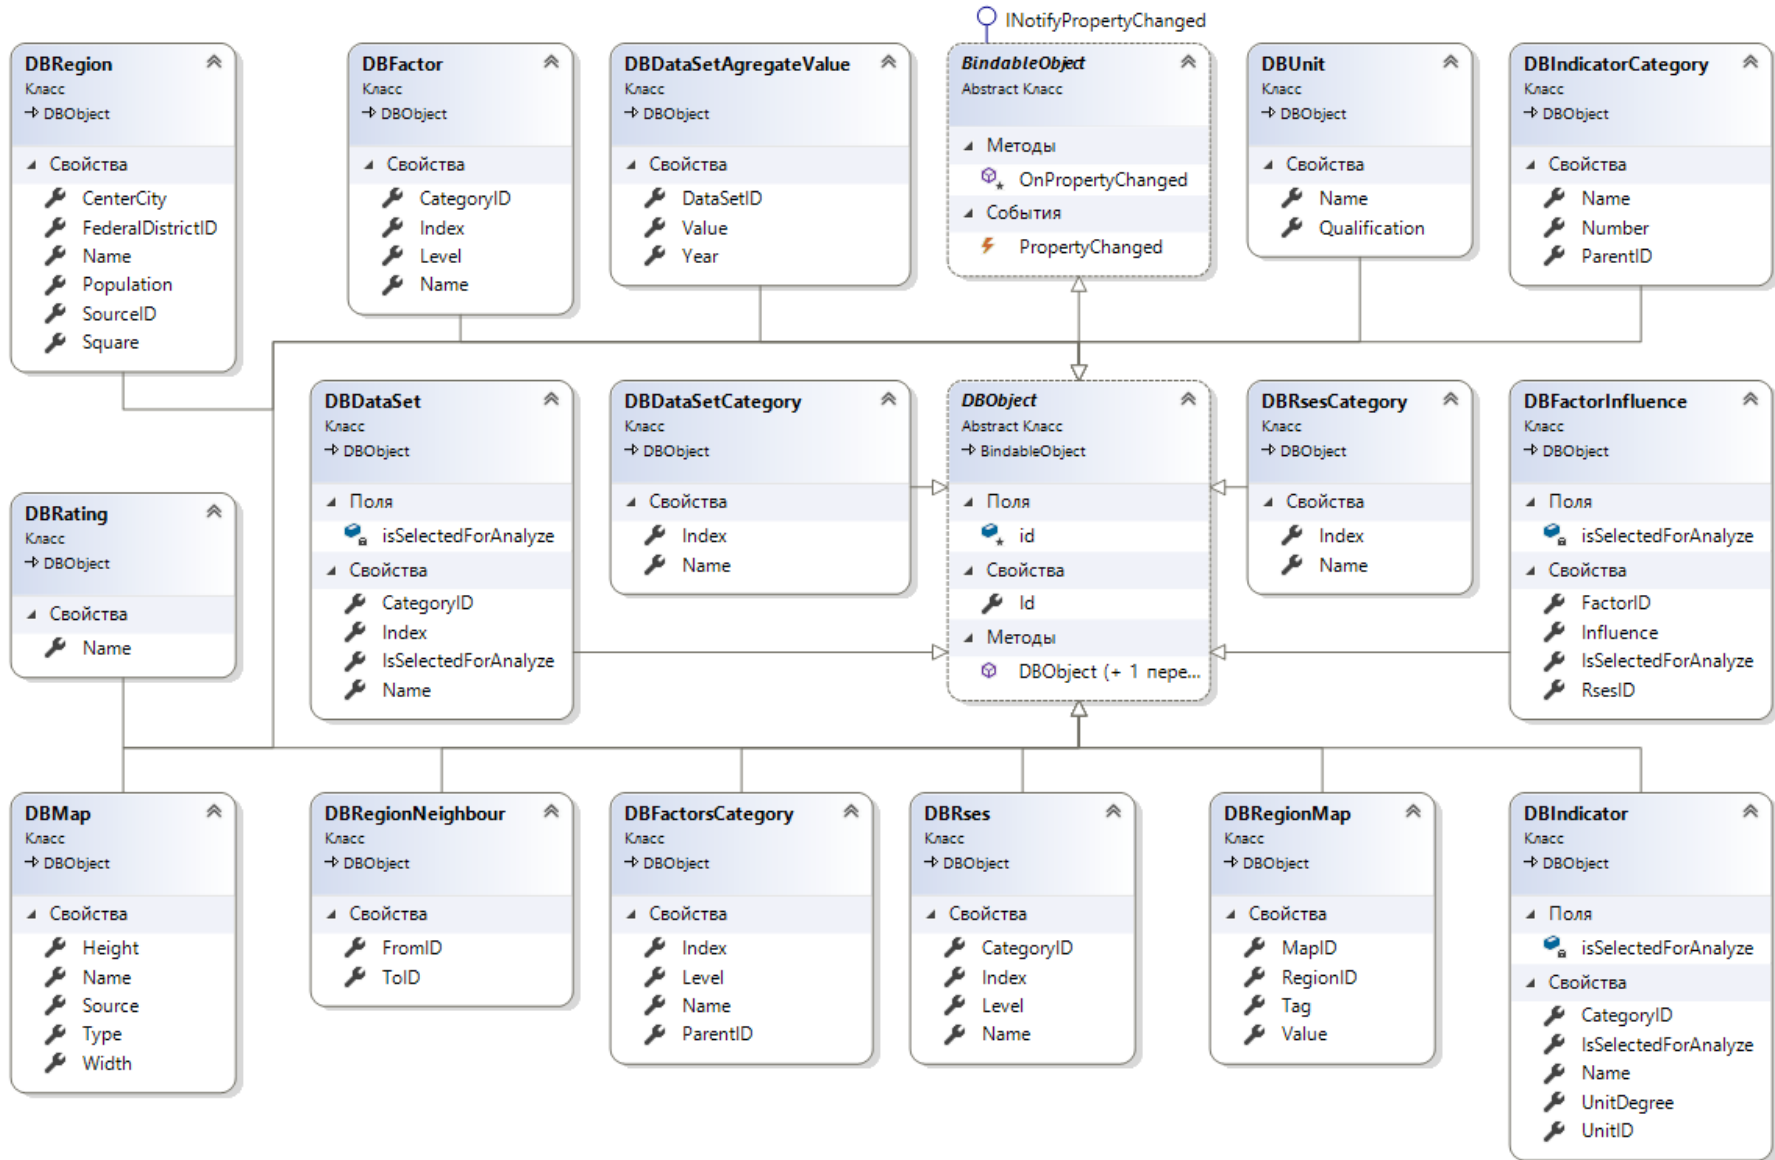 INotifyPropertyChanged
DBRegion
Класс
DBObject
Свойства
CenterCity
FederalDistrictID
Name
Population
SourceID
Square
DBFactor
Класс
DBObject
Свойства
CategoryID
Index
Level
Name
DBDataSetAgregateValue
Класс
DBObject
Свойства
DataSetID
Value
Year
BindableObject
Abstract Класс
Методы
OnPropertyChanged
События
PropertyChanged
DBUnit
Класс
DBObject
Свойства
Name
Qualification
DBIndicatorCategory
Класс
DBObject
Свойства
Name
Number
ParentID
DBRating
Класс
DBObject
Свойства
Name
DBDataSet
Класс
DBObject
Поля
isSelectedForAnalyze
Свойства
CategoryID
Index
IsSelectedForAnalyze
Name
DBDataSetCategory
Класс
DBObject
Свойства
Index
Name
DBObject
Abstract Класс
BindableObject
Поля
id
Свойства
Id
Методы
DBObject (+ 1 пере...
DBRsesCategory
Класс
DBObject
Свойства
Index
Name
DBFactorInfluence
Класс
DBObject
Поля
isSelectedForAnalyze
Свойства
FactorID
Influence
IsSelectedForAnalyze
RsesID
DBMap
Класс
DBObject
Свойства
Height
Name
Source
Type
Width
DBRegionNeighbour
Класс
DBObject
Свойства
FromID
ToID
DBFactorsCategory
Класс
DBObject
Свойства
Index
Level
Name
ParentID
DBRses
Класс
DBObject
Свойства
CategoryID
Index
Level
Name
DBRegionMap
Класс
DBObject
Свойства
MapID
RegionID
Tag
Value
DBIndicator
Класс
DBObject
Поля
isSelectedForAnalyze
Свойства
CategoryID
IsSelectedForAnalyze
Name
UnitDegree
UnitID